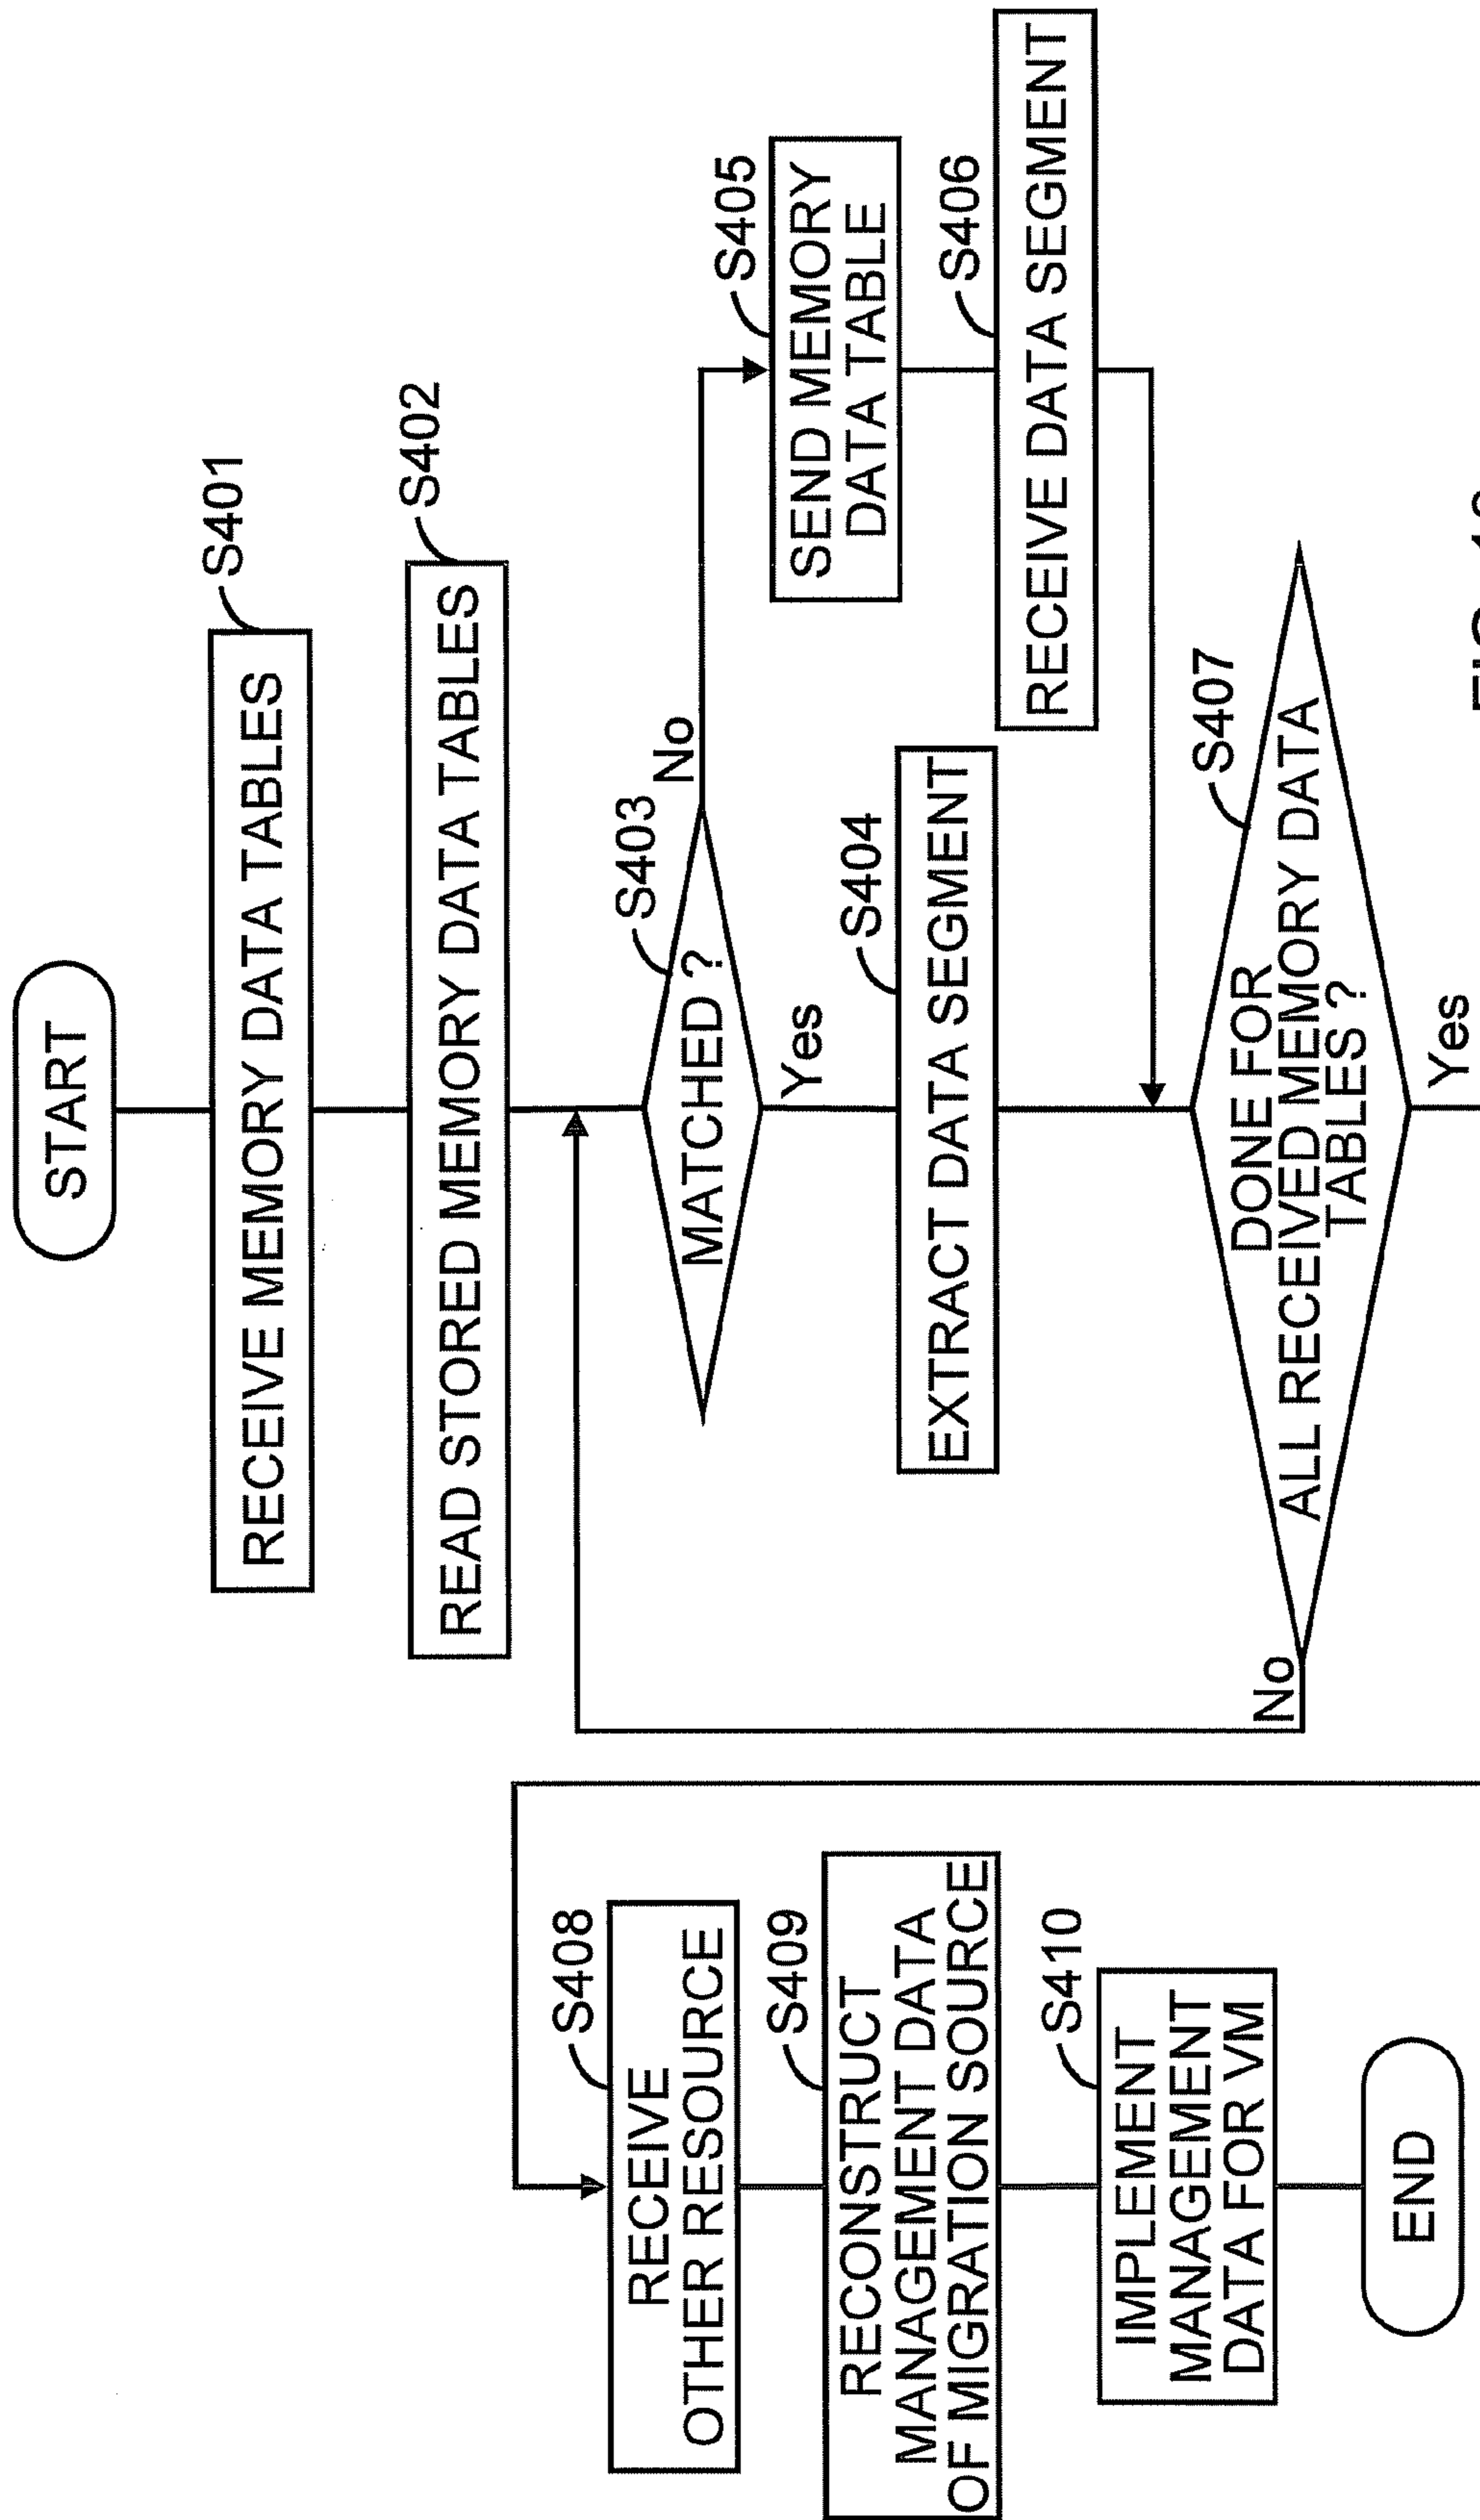 START
S401
RECEIVE MEMORY DATA TABLES
S402
READ STORED MEMORY DATA TABLES
S403
MATCHED ?
No
Yes
S404
EXTRACT DATA SEGMENT
S405
SEND MEMORY
DATA TABLE
S406
RECEIVE DATA SEGMENT
S407
DONE FOR
ALL RECEIVED MEMORY DATA
TABLES ?
No
Yes
S408
RECEIVE
OTHER RESOURCE
S409
RECONSTRUCT
MANAGEMENT DATA
OF MIGRATION SOURCE
S410
IMPLEMENT
MANAGEMENT
DATA FOR VM
END